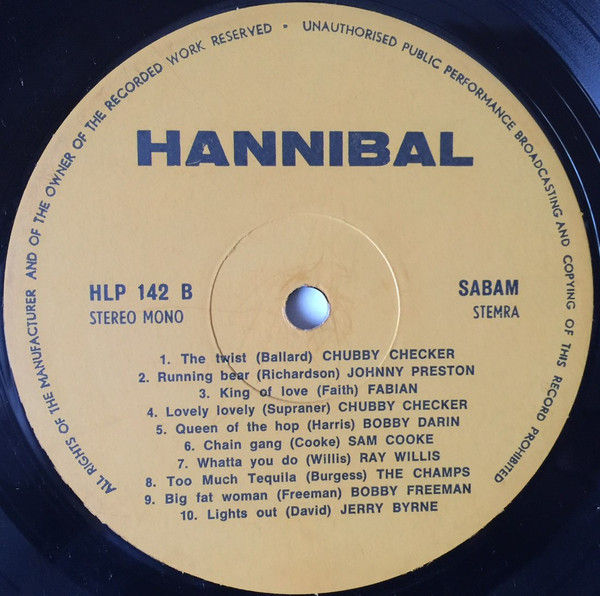 ALL RIGHTS OF THE MANUFACTURER AND OF THE OWNER OF THE RECORDED WORK RESERVED • UNAUTHORISED PUBLIC PERFORMANCE BROADCASTING AND COPYING OF THIS RECORD PROHIBITED
HANNIBAL
HLP 142 B
STEREO MONO
SABAM
STEMRA
1. The twist (Ballard) CHUBBY CHECKER
2. Running bear (Richardson) JOHNNY PRESTON
3. King of love (Faith) FABIAN
4. Lovely lovely (Supraner) CHUBBY CHECKER
5. Queen of the hop (Harris) BOBBY DARIN
6. Chain gang (Cooke) SAM COOKE
7. Whatta you do (Willis) RAY WILLIS
8. Too Much Tequila (Burgess) THE CHAMPS
9. Big fat woman (Freeman) BOBBY FREEMAN
10. Lights out (David) JERRY BYRNE